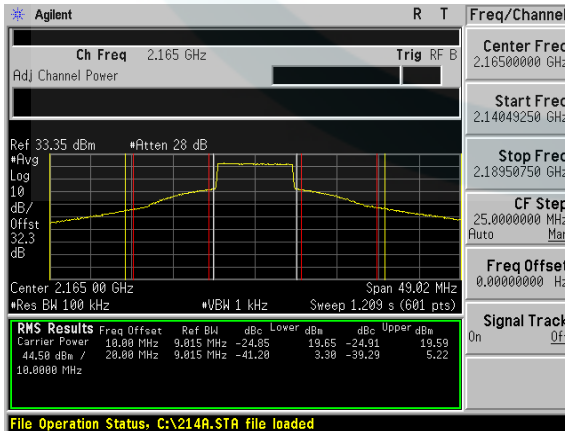 Agilent R T Freq/Channel
Ch Freq 2.165 GHz Trig RF B
Adj Channel Power
Center Freq
2.16500000 GHz
Start Freq
2.14049250 GHz
Stop Freq
2.18950750 GHz
CF Step
25.0000000 MHz
Auto Man
Freq Offset
0.00000000 Hz
Signal Track
On Off
Ref 33.35 dBm #Atten 28 dB
#Avg
Log
10
dB/
Offst
32.3
dB
Center 2.165 00 GHz Span 49.02 MHz
#Res BW 100 kHz #VBW 1 kHz Sweep 1.209 s (601 pts)
RMS Results Freq Offset Ref BW dBc Lower dBm dBc Upper dBm
Carrier Power 10.00 MHz 9.015 MHz -24.85 19.65 -24.91 19.59
44.50 dBm / 20.00 MHz 9.015 MHz -41.20 3.30 -39.29 5.22
10.0000 MHz
File Operation Status, C:\214A.STA file loaded